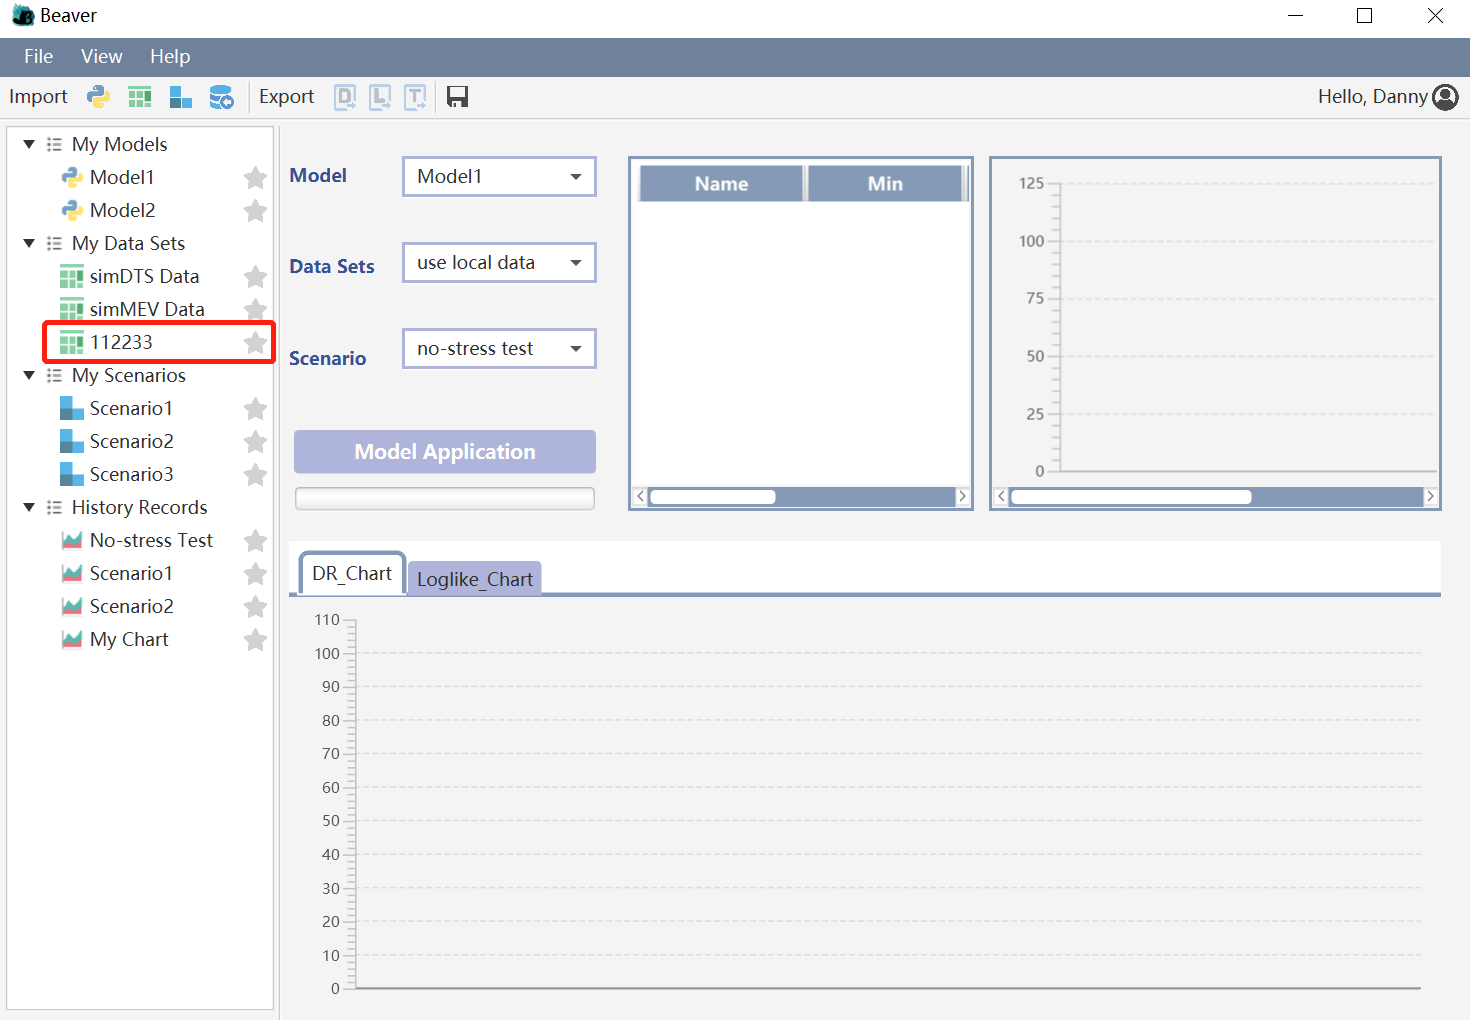 Beaver
File View Help
Import Export D L T Hello, Danny
My Models
Model1
Model2
My Data Sets
simDTS Data
simMEV Data
112233
My Scenarios
Scenario1
Scenario2
Scenario3
History Records
No-stress Test
Scenario1
Scenario2
My Chart
Model Model1
Data Sets use local data
Scenario no-stress test
Model Application
Name Min
125
100
75
50
25
0
DR_Chart Loglike_Chart
110
100
90
80
70
60
50
40
30
20
10
0